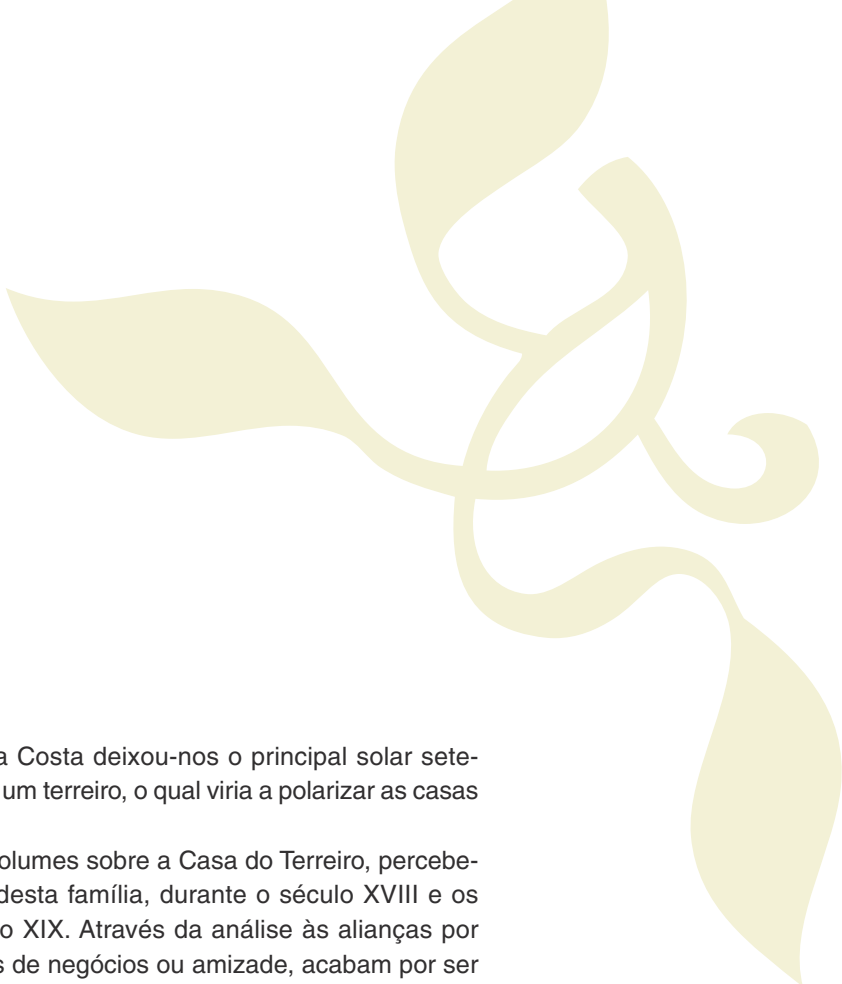 a Costa deixou-nos o principal solar sete-
um terreiro, o qual viria a polarizar as casas
olumes sobre a Casa do Terreiro, percebe-
desta família, durante o século XVIII e os
o XIX. Através da análise às alianças por
s de negócios ou amizade, acabam por ser